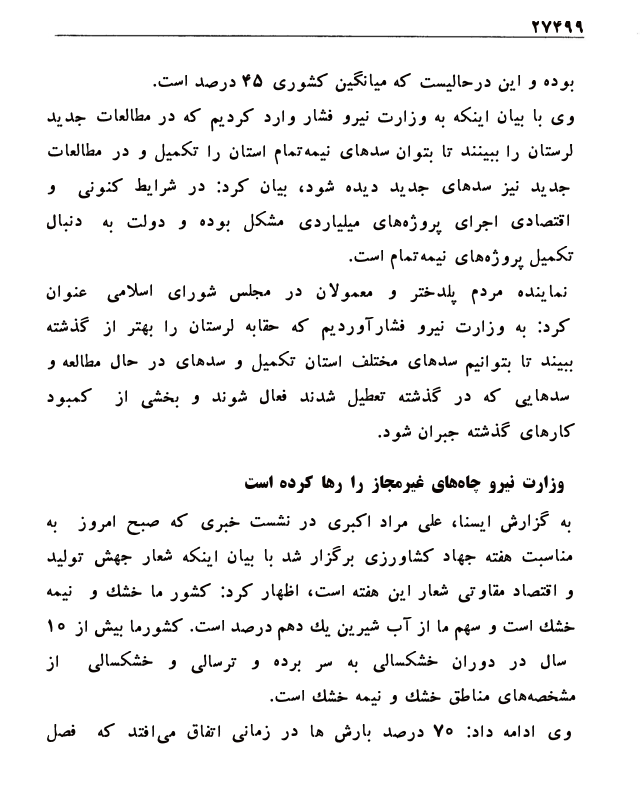 ۲۷۴۹۹
بوده و این درحالیست که میانگین کشوری ۴۵ درصد است.
وی با بیان اینکه به وزارت نیرو فشار وارد کردیم که در مطالعات جدید
لرستان را ببینند تا بتوان سدهای نیمه‌تمام استان را تکمیل و در مطالعات
جدید نیز سدهای جدید دیده شود، بیان کرد: در شرایط کنونی و
اقتصادی اجرای پروژه‌های میلیاردی مشکل بوده و دولت به دنبال
تکمیل پروژه‌های نیمه‌تمام است.
نماینده مردم پلدختر و معمولان در مجلس شورای اسلامی عنوان
کرد: به وزارت نیرو فشارآوردیم که حقابه لرستان را بهتر از گذشته
ببیند تا بتوانیم سدهای مختلف استان تکمیل و سدهای در حال مطالعه و
سدهایی که در گذشته تعطیل شدند فعال شوند و بخشی از کمبود
کارهای گذشته جبران شود.
وزارت نیرو چاه‌های غیرمجاز را رها کرده است
به گزارش ایسنا، علی مراد اکبری در نشست خبری که صبح امروز به
مناسبت هفته جهاد کشاورزی برگزار شد با بیان اینکه شعار جهش تولید
و اقتصاد مقاوتی شعار این هفته است، اظهار کرد: کشور ما خشك و نیمه
خشك است و سهم ما از آب شیرین يك دهم درصد است. کشورما بیش از ۱۰
سال در دوران خشکسالی به سر برده و ترسالی و خشکسالی از
مشخصه‌های مناطق خشك و نیمه خشك است.
وی ادامه داد: ۷۰ درصد بارش ها در زمانی اتفاق می‌افتد که فصل